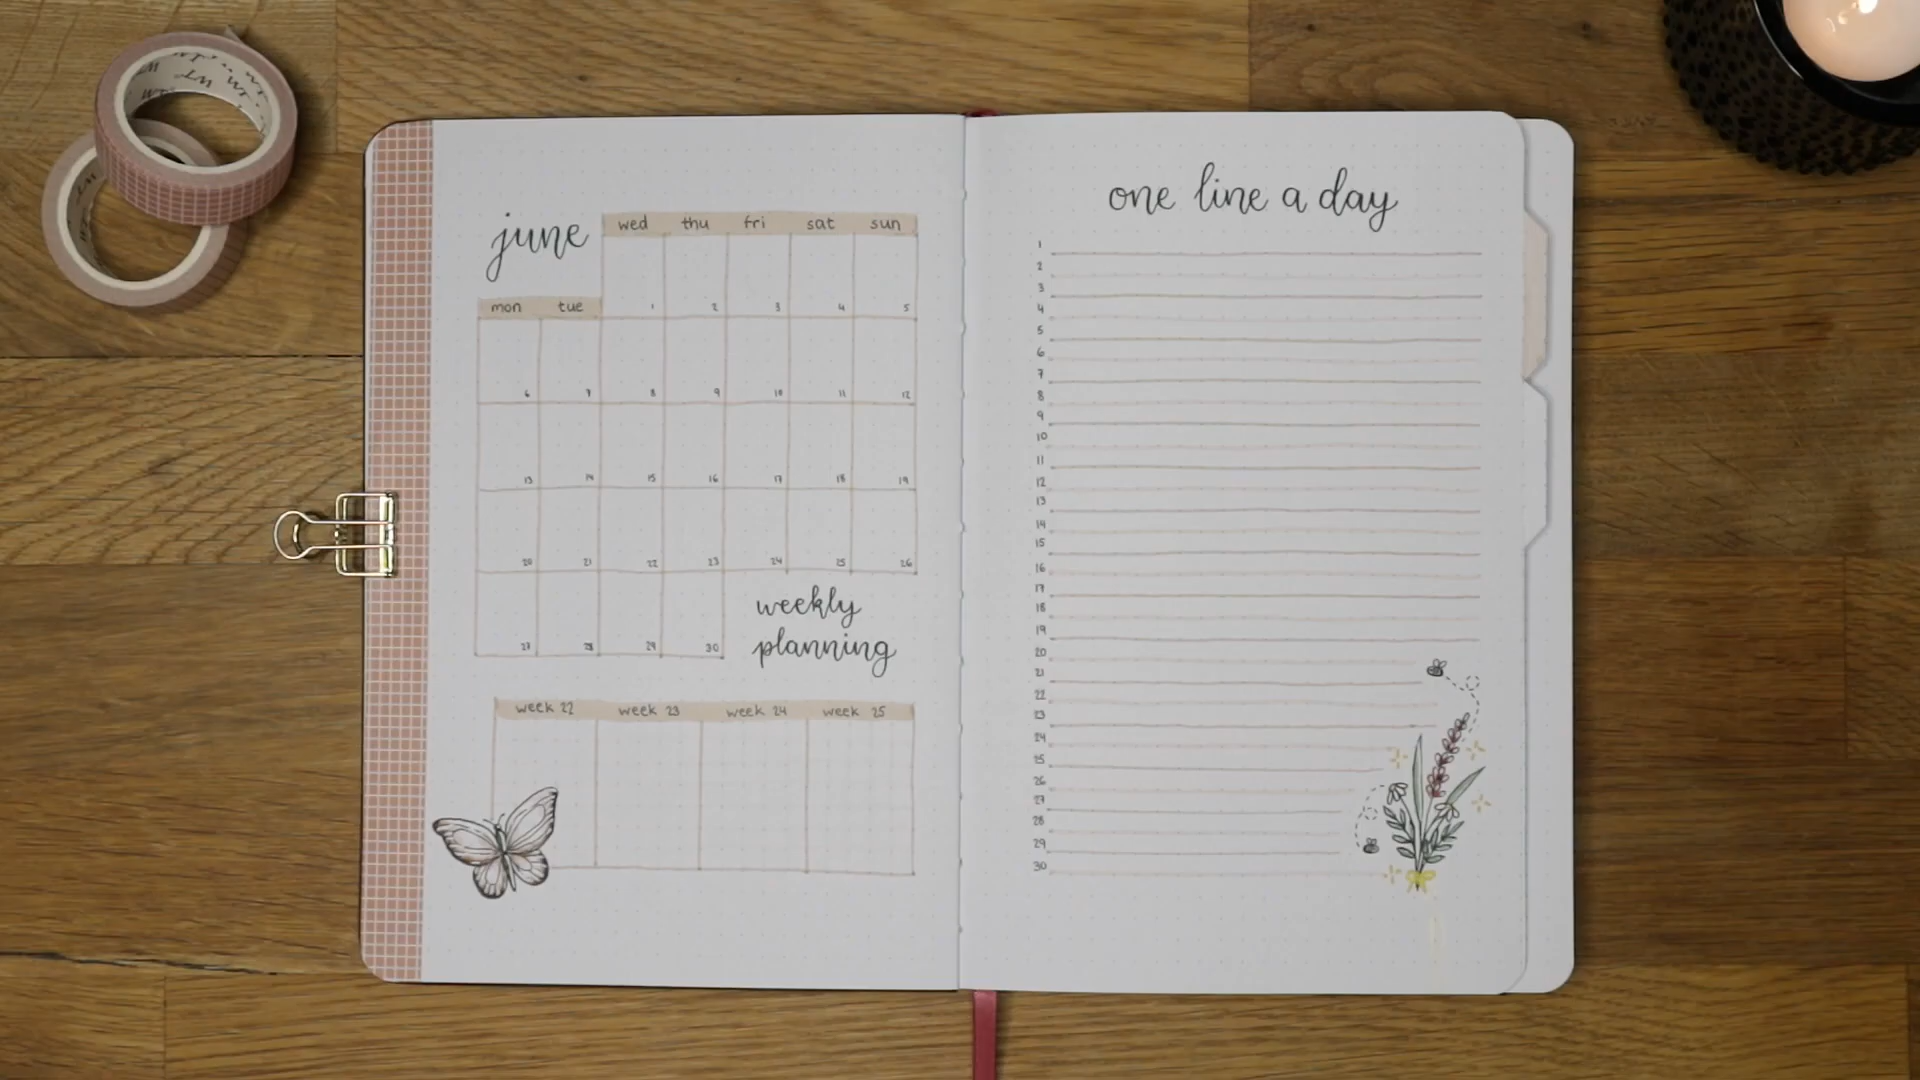 june
wed thu fri sat sun
mon tue 1 2 3 4 5
6 7 8 9 10 11 12
13 14 15 16 17 18 19
20 21 22 23 24 25 26
27 28 29 30
weekly
planning
week 22 week 23 week 24 week 25
one line a day
1
2
3
4
5
6
7
8
9
10
11
12
13
14
15
16
17
18
19
20
21
22
23
24
25
26
27
28
29
30